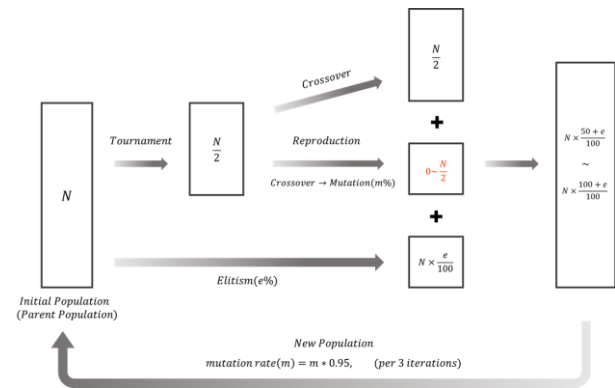 Crossover
N/2
N
Tournament
N/2
Reproduction
Crossover → Mutation(m%)
+
0~ N/2
+
N × 50 + e/100
~
N × 100 + e/100
Elitism(e%)
N × e/100
Initial Population
(Parent Population)
New Population
mutation rate(m) = m * 0.95, (per 3 iterations)